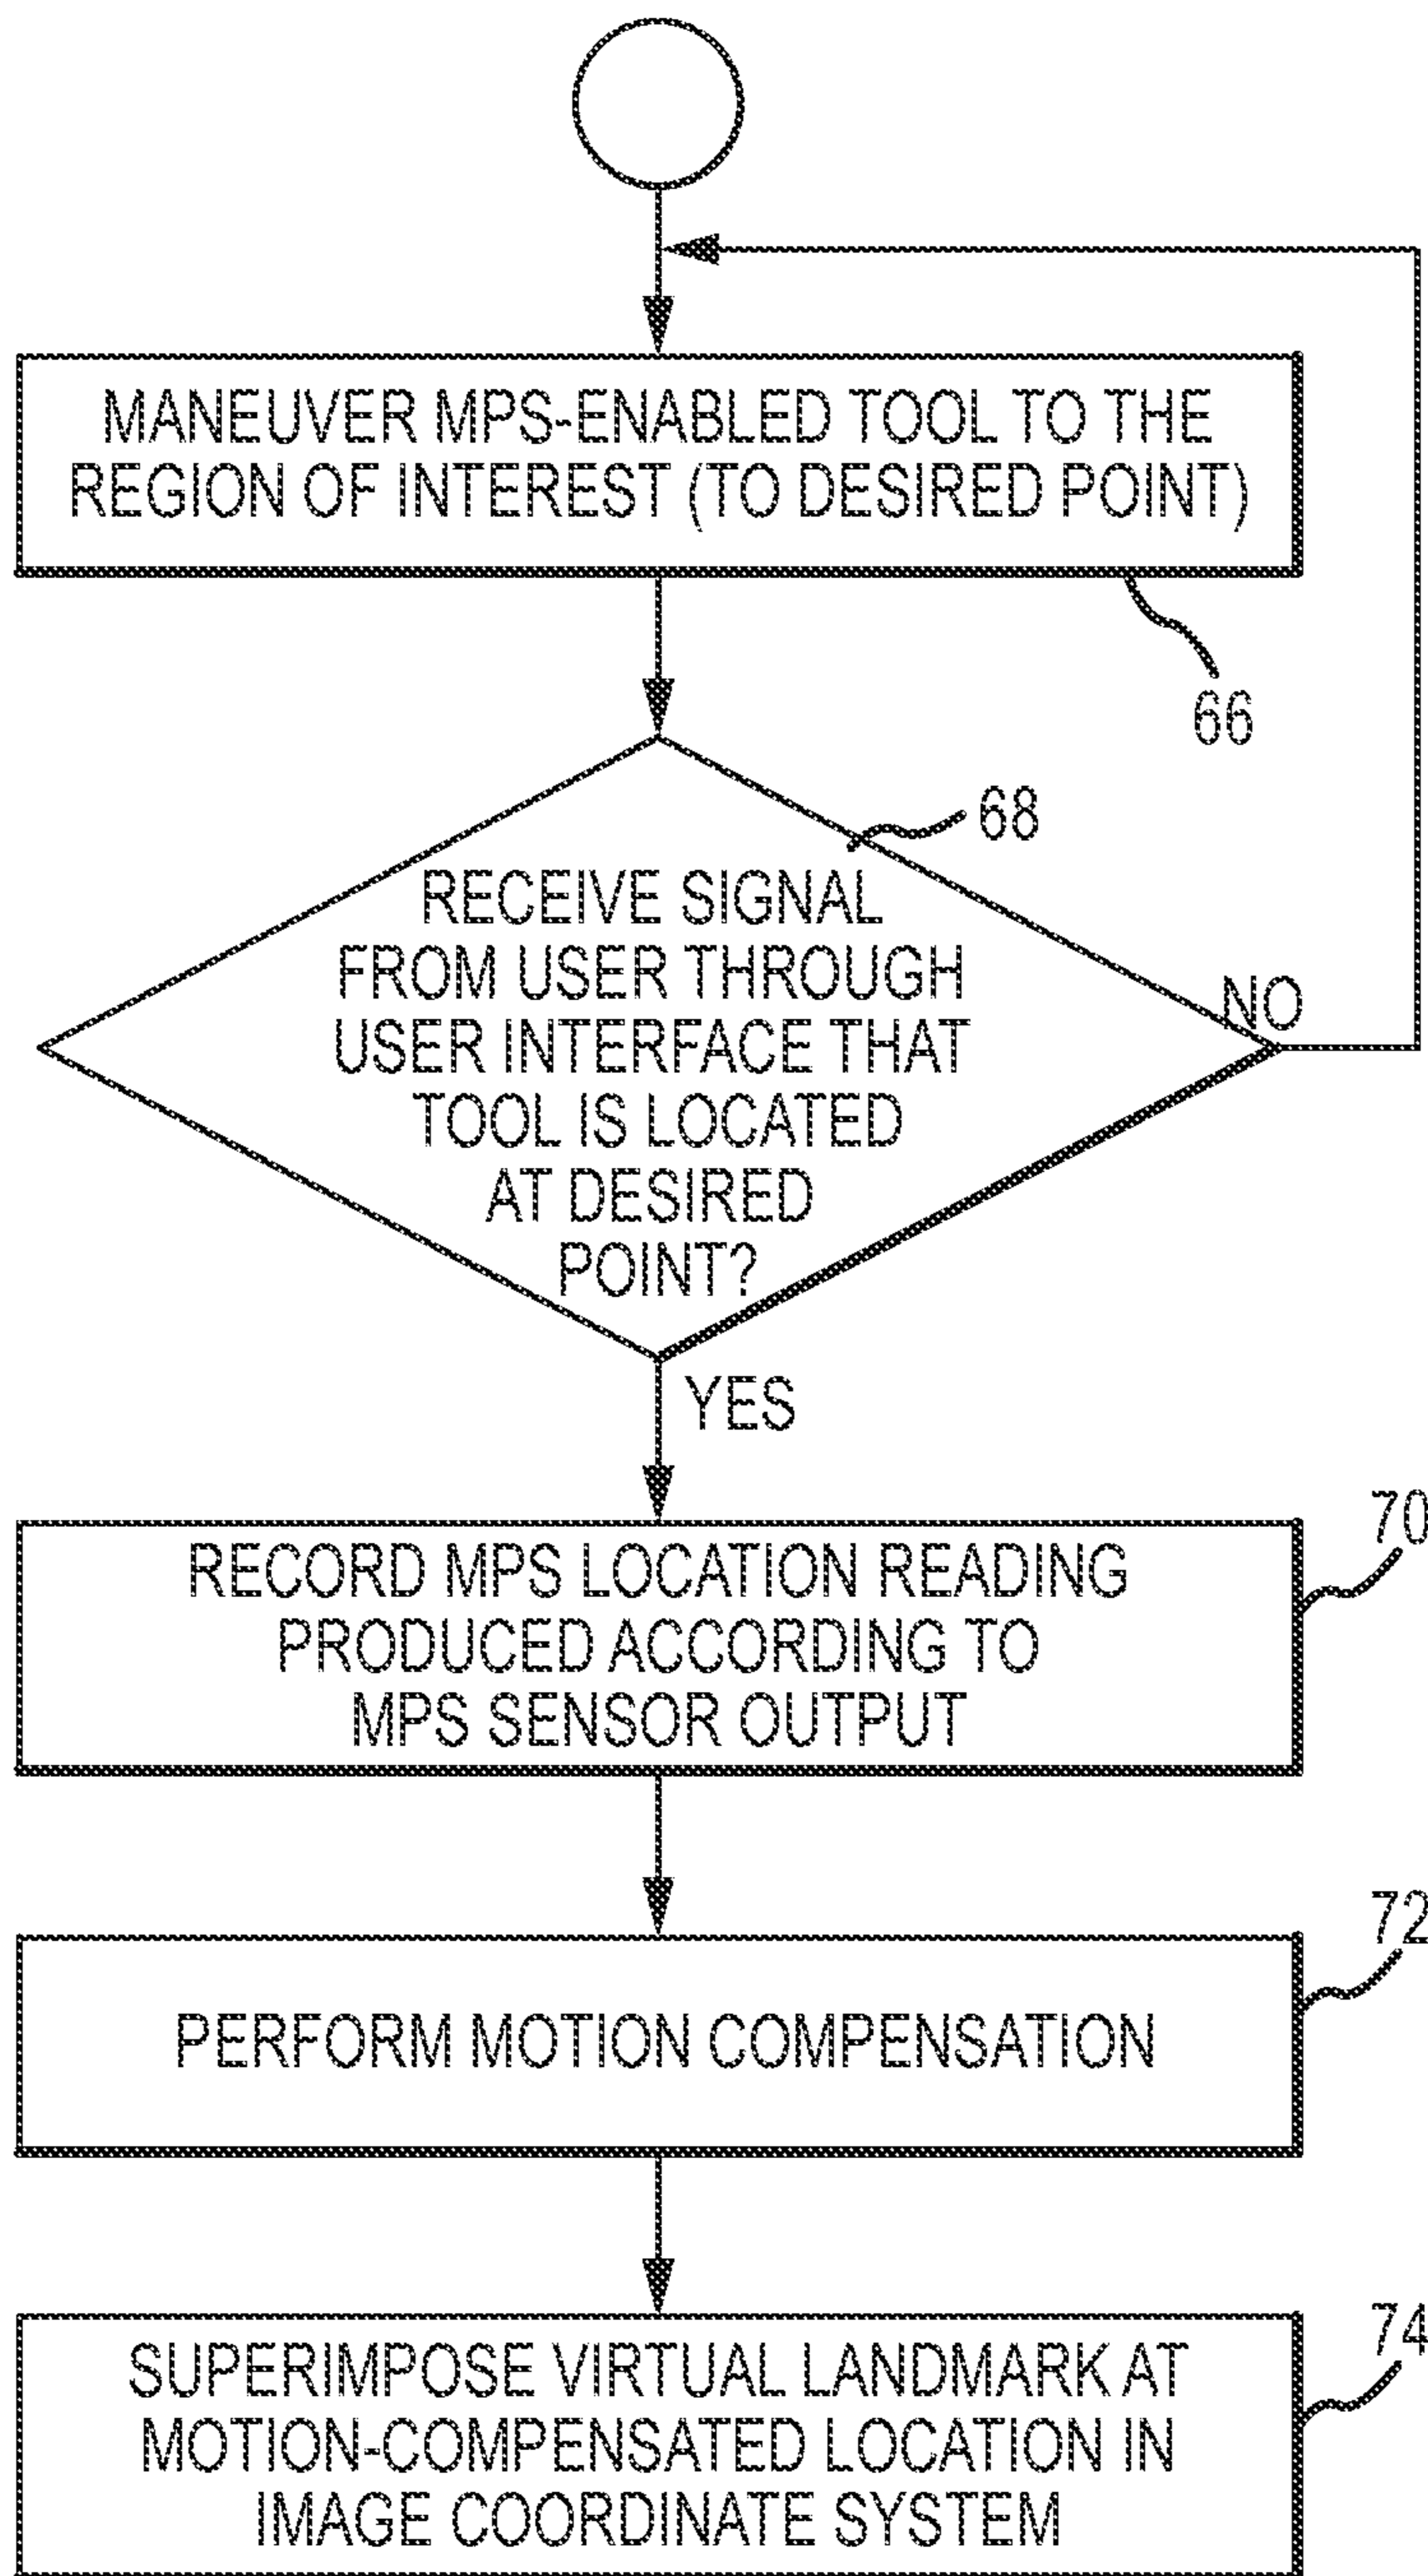 MANEUVER MPS-ENABLED TOOL TO THE
REGION OF INTEREST (TO DESIRED POINT)
66
68
RECEIVE SIGNAL
FROM USER THROUGH
USER INTERFACE THAT
TOOL IS LOCATED
AT DESIRED
POINT?
NO
YES
70
RECORD MPS LOCATION READING
PRODUCED ACCORDING TO
MPS SENSOR OUTPUT
72
PERFORM MOTION COMPENSATION
74
SUPERIMPOSE VIRTUAL LANDMARK AT
MOTION-COMPENSATED LOCATION IN
IMAGE COORDINATE SYSTEM